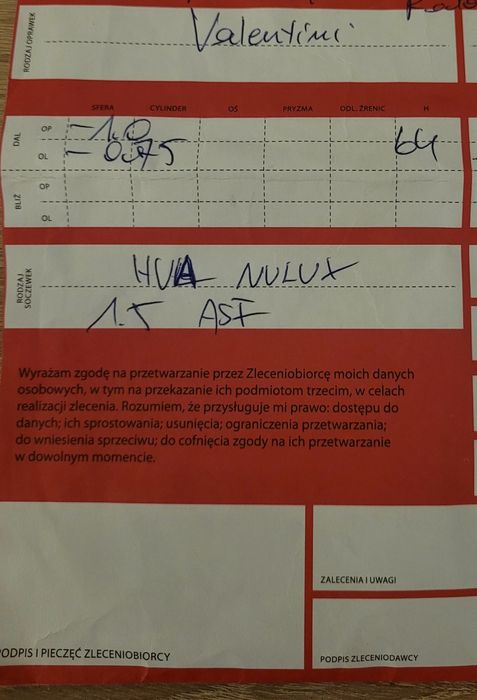 RODZAJ OPRAWEK
Valentini
SFERA CYLINDER OŚ PRYZMA ODL. ŹRENIC H
DAL OP -1.0 64
OL -0.75
BLIŻ OP
OL
RODZAJ SOCZEWEK
HVA NULUX
1.5 ASF
Wyrażam zgodę na przetwarzanie przez Zleceniobiorcę moich danych
osobowych, w tym na przekazanie ich podmiotom trzecim, w celach
realizacji zlecenia. Rozumiem, że przysługuje mi prawo: dostępu do
danych; ich sprostowania; usunięcia; ograniczenia przetwarzania;
do wniesienia sprzeciwu; do cofnięcia zgody na ich przetwarzanie
w dowolnym momencie.
ZALECENIA I UWAGI
PODPIS I PIECZĘĆ ZLECENIOBIORCY
PODPIS ZLECENIODAWCY